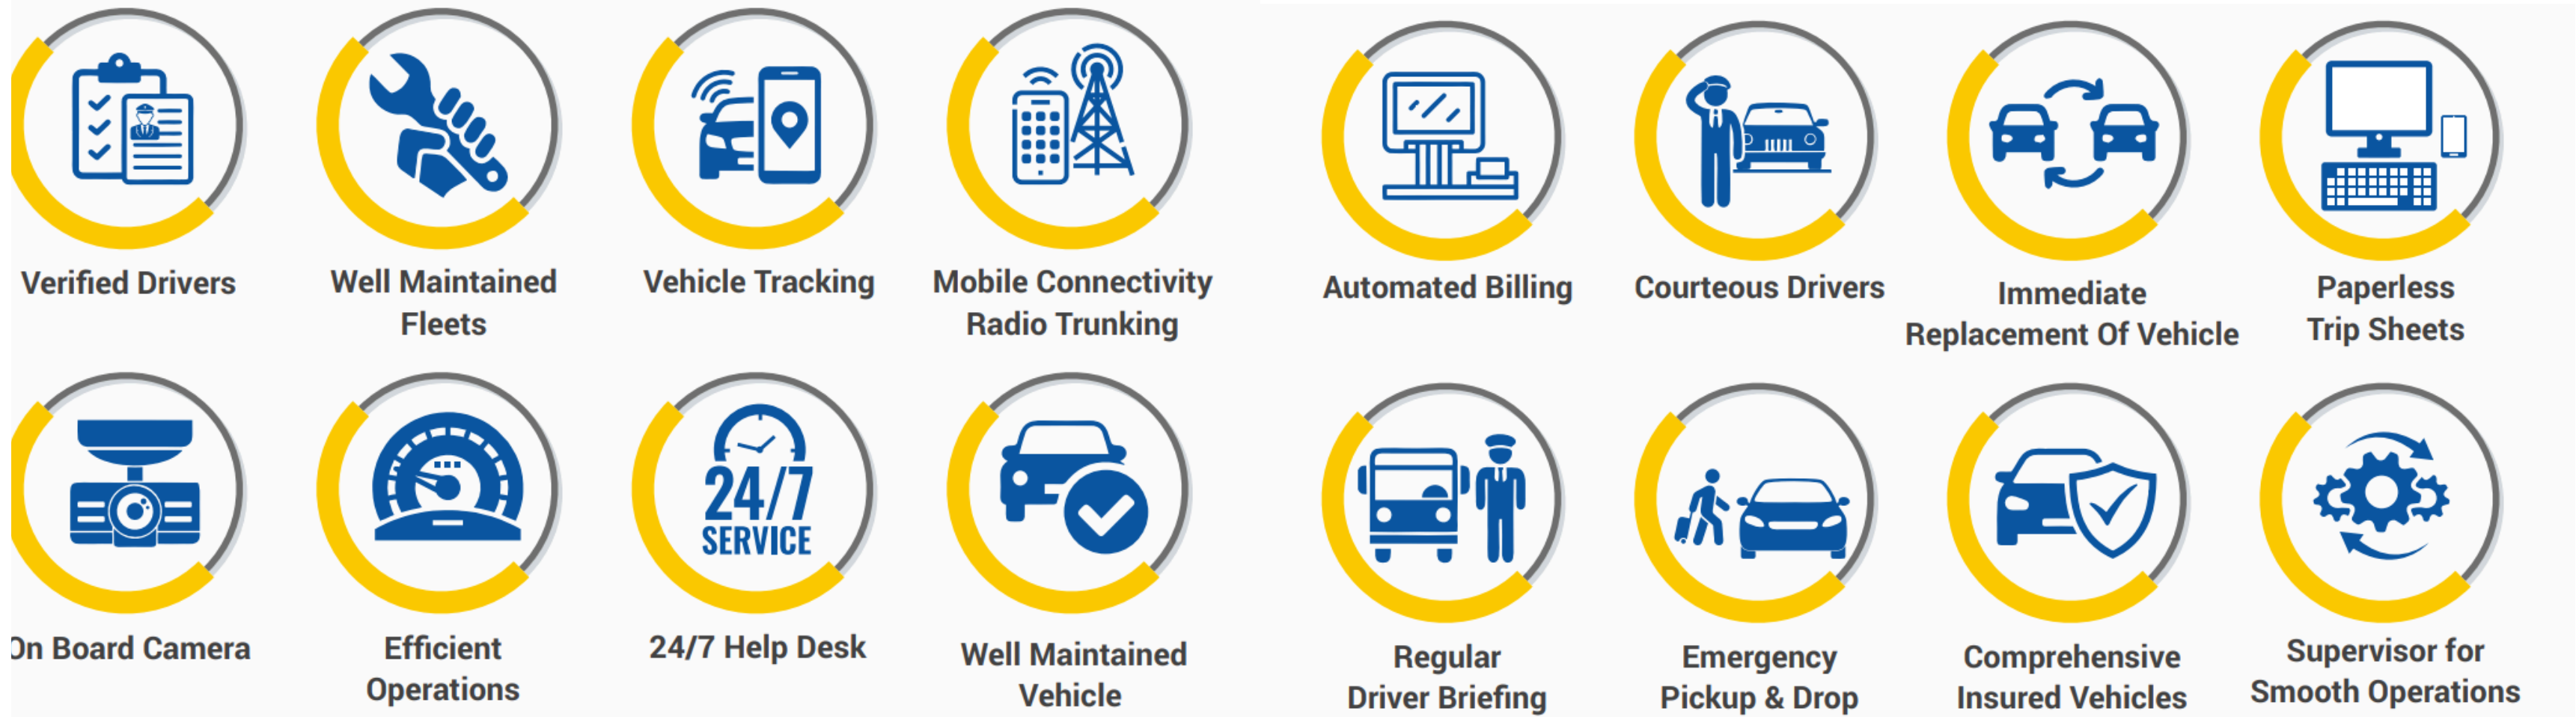 Verified Drivers
Well Maintained
Fleets
Vehicle Tracking
Mobile Connectivity
Radio Trunking
Automated Billing
Courteous Drivers
Immediate
Replacement Of Vehicle
Paperless
Trip Sheets
On Board Camera
Efficient
Operations
24/7
SERVICE
24/7 Help Desk
Well Maintained
Vehicle
Regular
Driver Briefing
Emergency
Pickup & Drop
Comprehensive
Insured Vehicles
Supervisor for
Smooth Operations